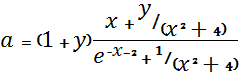 a = (1 + y) x + y/(x² + 4) / e^-x-2 + 1/(x² + 4)